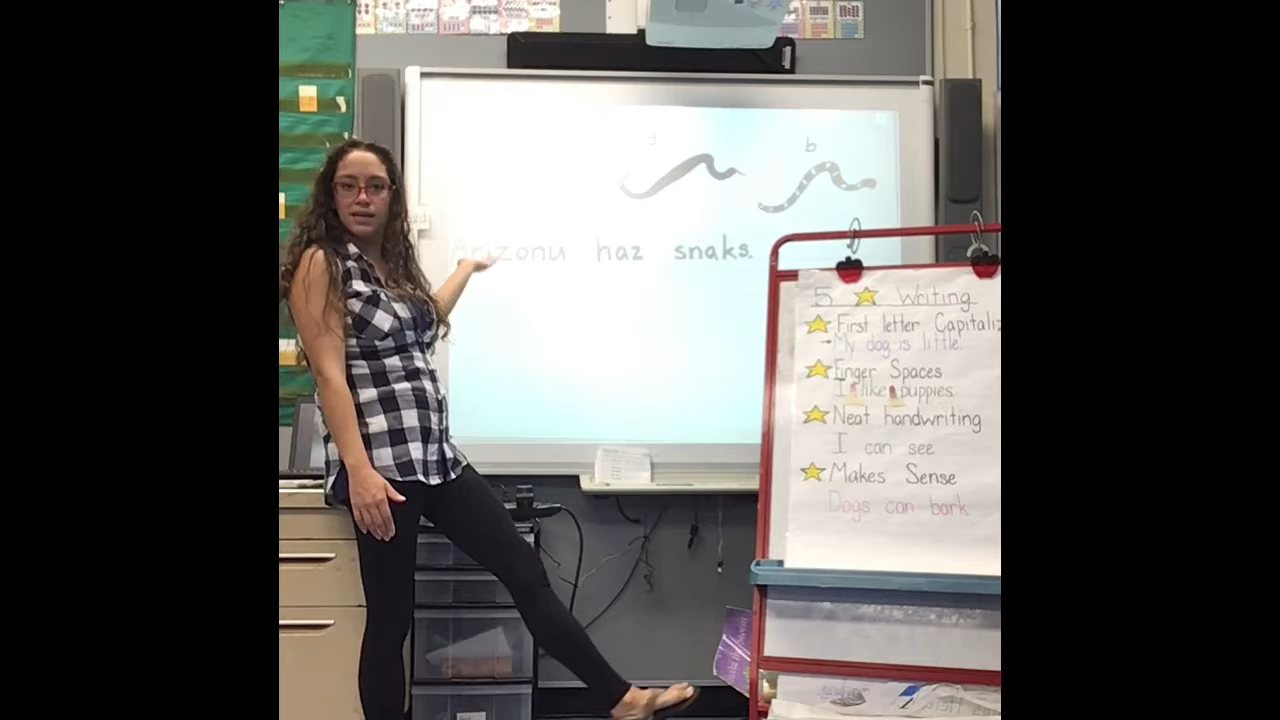 b
Arizonu haz snaks.
5 Writing
First letter Capitaliz
My dog is little.
Finger Spaces
I like puppies
Neat handwriting
I can see
Makes Sense
Dogs can bark